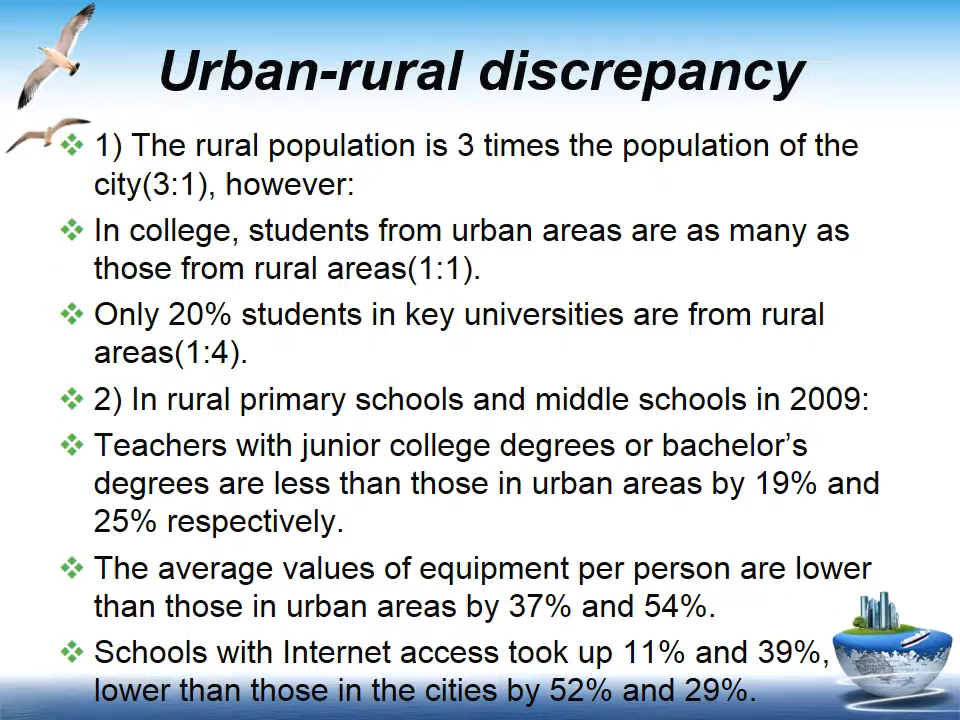 Urban-rural discrepancy
1) The rural population is 3 times the population of the
city(3:1), however:
In college, students from urban areas are as many as
those from rural areas(1:1).
Only 20% students in key universities are from rural
areas(1:4).
2) In rural primary schools and middle schools in 2009:
Teachers with junior college degrees or bachelor’s
degrees are less than those in urban areas by 19% and
25% respectively.
The average values of equipment per person are lower
than those in urban areas by 37% and 54%.
Schools with Internet access took up 11% and 39%,
lower than those in the cities by 52% and 29%.